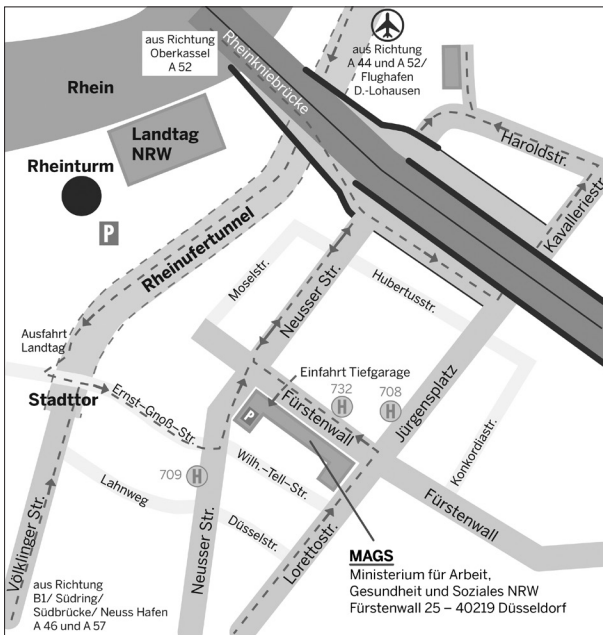 aus Richtung
Oberkassel
A 52
aus Richtung
A 44 und A 52/
Flughafen
D.-Lohausen
Rhein
Rheinkniebrücke
Landtag
NRW
Haroldstr.
Rheinturm
Kavalleriestr.
P
Rheinufertunnel
Neusser Str.
Moselstr.
Hubertusstr.
Ausfahrt
Landtag
Einfahrt Tiefgarage
732
708
H
H
Stadttor
Ernst-Gnoß-Str.
Fürstenwall
Jürgensplatz
P
Konkordiastr.
709
H
Wilh.-Tell-Str.
Lahnweg
Düsselstr.
Völklinger Str.
Neusser Str.
Lorettostr.
Fürstenwall
MAGS
Ministerium für Arbeit,
Gesundheit und Soziales NRW
Fürstenwall 25 – 40219 Düsseldorf
aus Richtung
B1/ Südring/
Südbrücke/ Neuss Hafen
A 46 und A 57